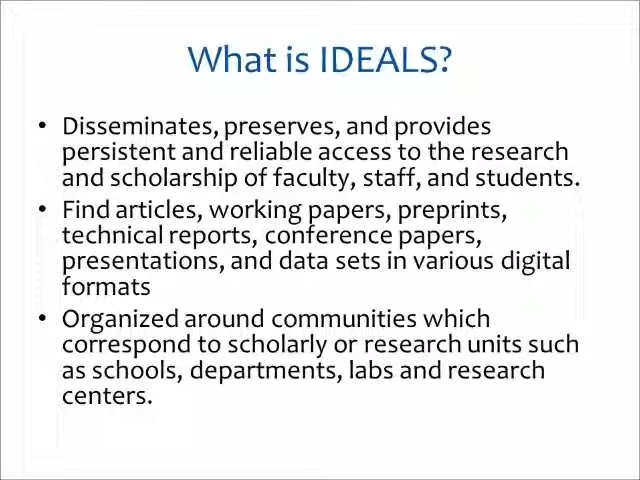 What is IDEALS?
• Disseminates, preserves, and provides
persistent and reliable access to the research
and scholarship of faculty, staff, and students.
• Find articles, working papers, preprints,
technical reports, conference papers,
presentations, and data sets in various digital
formats
• Organized around communities which
correspond to scholarly or research units such
as schools, departments, labs and research
centers.